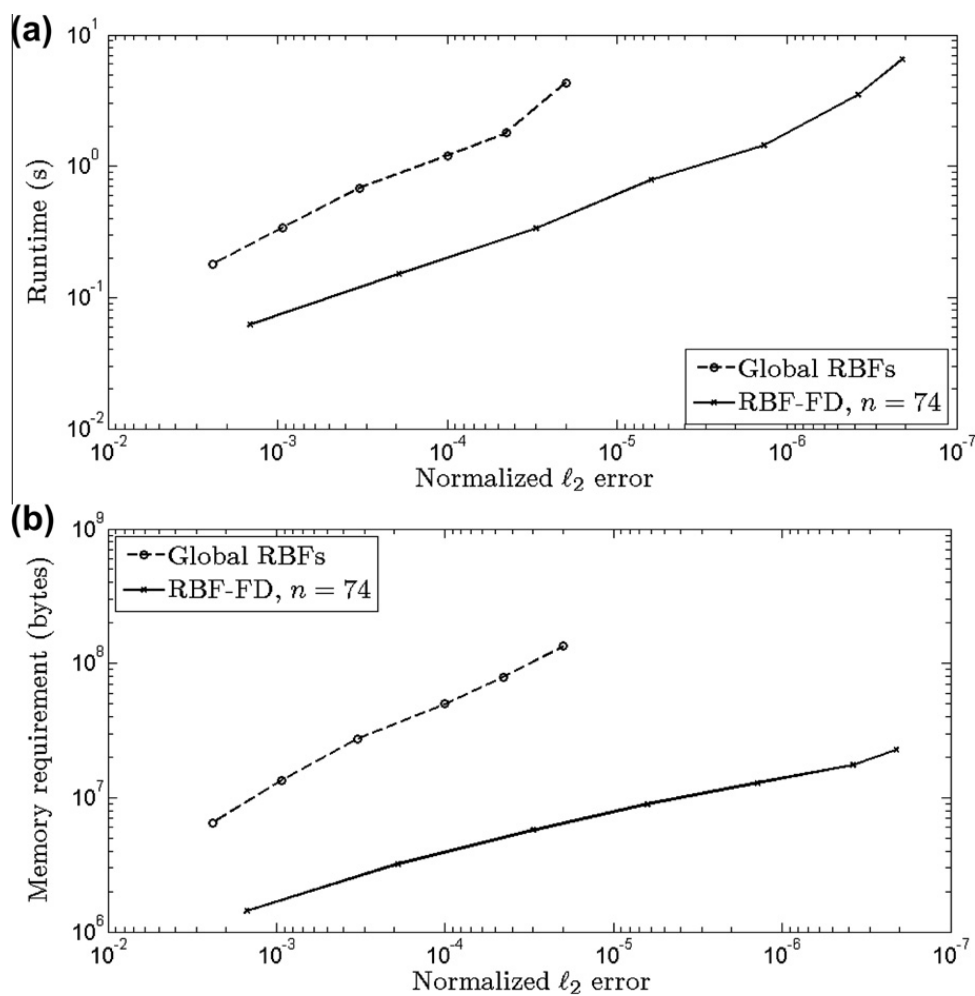 (a)
10^1
10^0
10^-1
10^-2
Runtime (s)
Global RBFs
RBF-FD, n = 74
10^-2 10^-3 10^-4 10^-5 10^-6 10^-7
Normalized ℓ2 error
(b)
10^9
10^8
10^7
10^6
Memory requirement (bytes)
Global RBFs
RBF-FD, n = 74
10^-2 10^-3 10^-4 10^-5 10^-6 10^-7
Normalized ℓ2 error